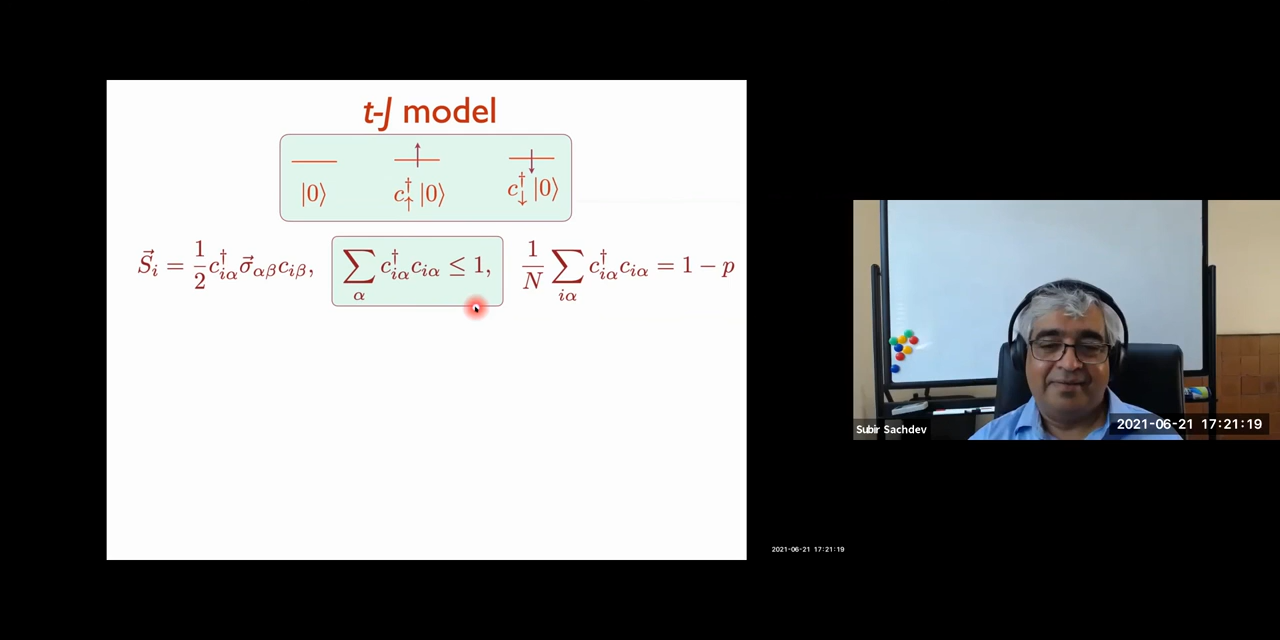 t-J model
|0⟩ c†↑ |0⟩ c†↓ |0⟩
S⃗ᵢ = 1/2 c†ᵢα σ⃗αβ cᵢβ, ∑α c†ᵢα cᵢα ≤ 1, 1/N ∑ᵢα c†ᵢα cᵢα = 1 − p
Subir Sachdev
2021-06-21 17:21:19
2021-06-21 17:21:19